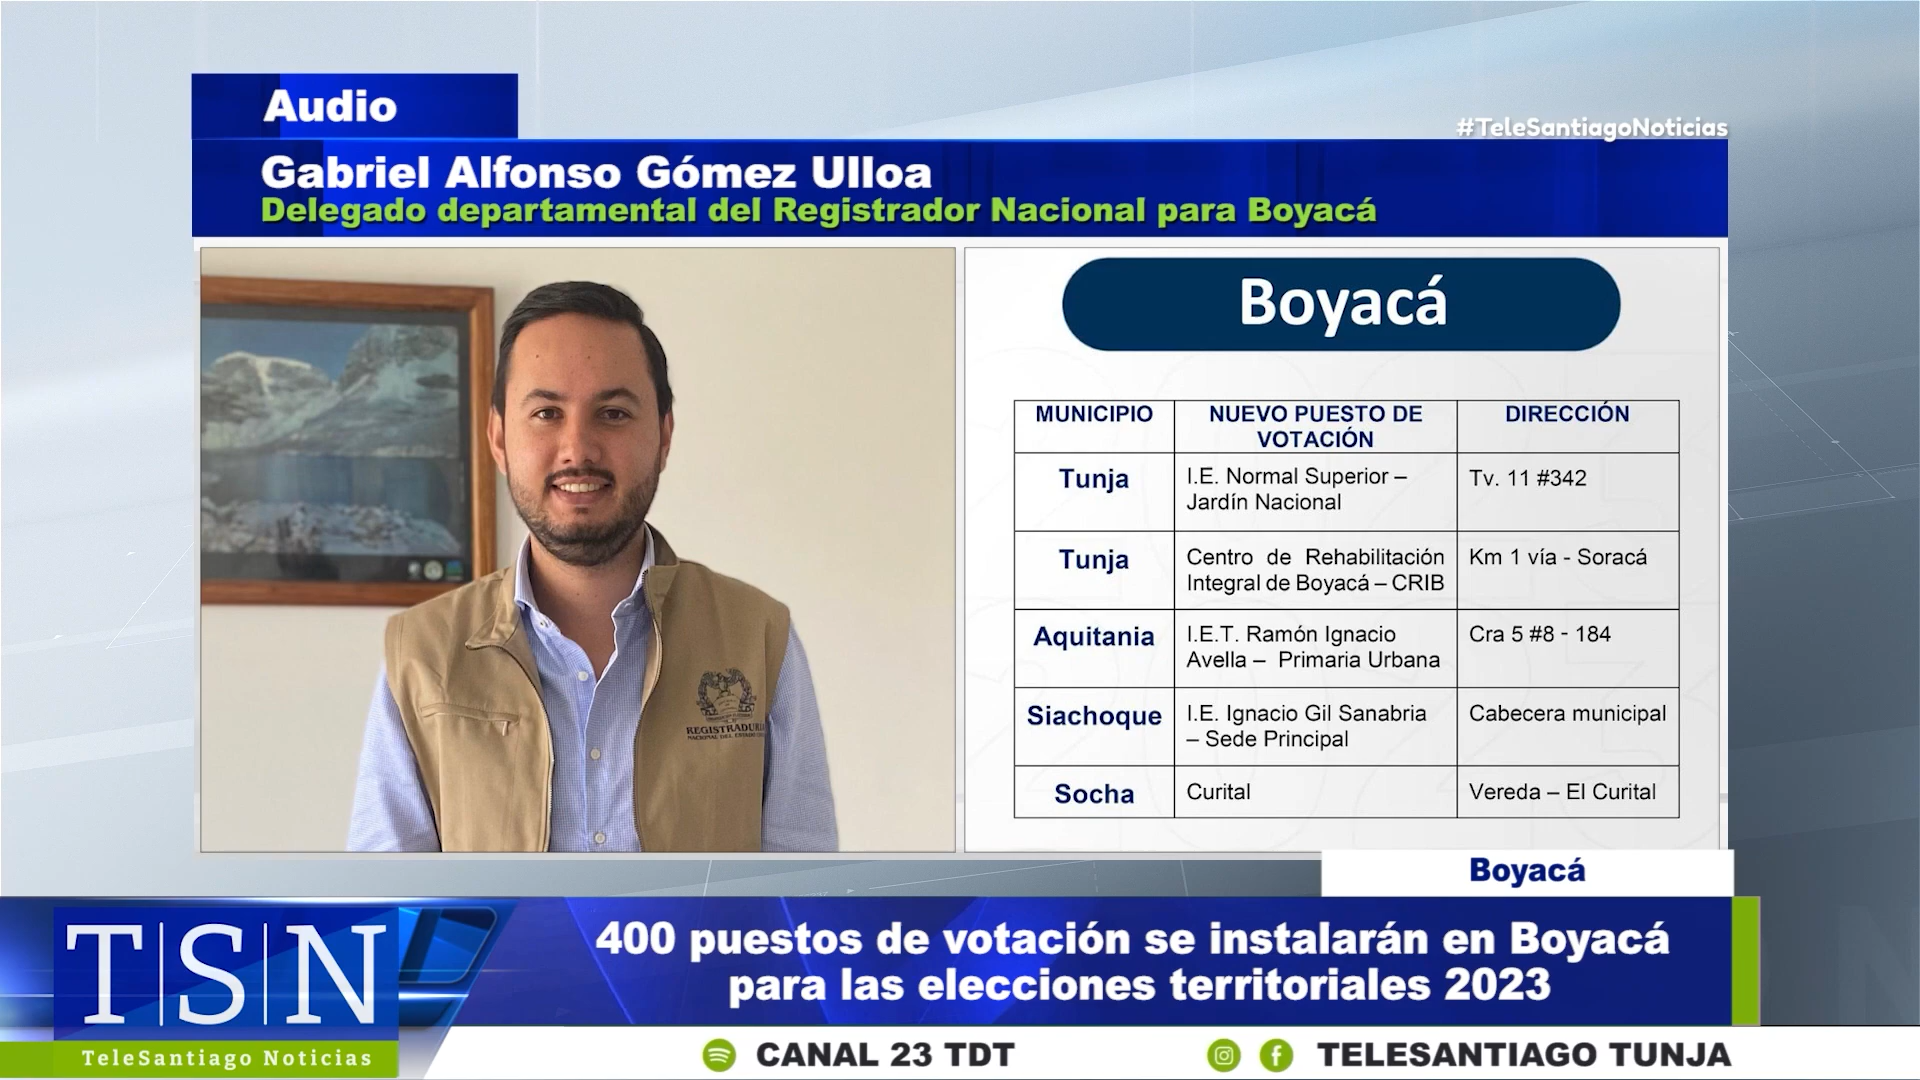 Audio
#TeleSantiagoNoticias
Gabriel Alfonso Gómez Ulloa
Delegado departamental del Registrador Nacional para Boyacá
REGISTRADURÍA
Boyacá
MUNICIPIO
NUEVO PUESTO DE
VOTACIÓN
DIRECCIÓN
Tunja
I.E. Normal Superior –
Jardín Nacional
Tv. 11 #342
Tunja
Centro de Rehabilitación
Integral de Boyacá – CRIB
Km 1 vía - Soracá
Aquitania
I.E.T. Ramón Ignacio
Avella – Primaria Urbana
Cra 5 #8 - 184
Siachoque
I.E. Ignacio Gil Sanabria
– Sede Principal
Cabecera municipal
Socha
Curital
Vereda – El Curital
Boyacá
400 puestos de votación se instalarán en Boyacá
para las elecciones territoriales 2023
TSN
TeleSantiago Noticias
CANAL 23 TDT
TELESANTIAGO TUNJA